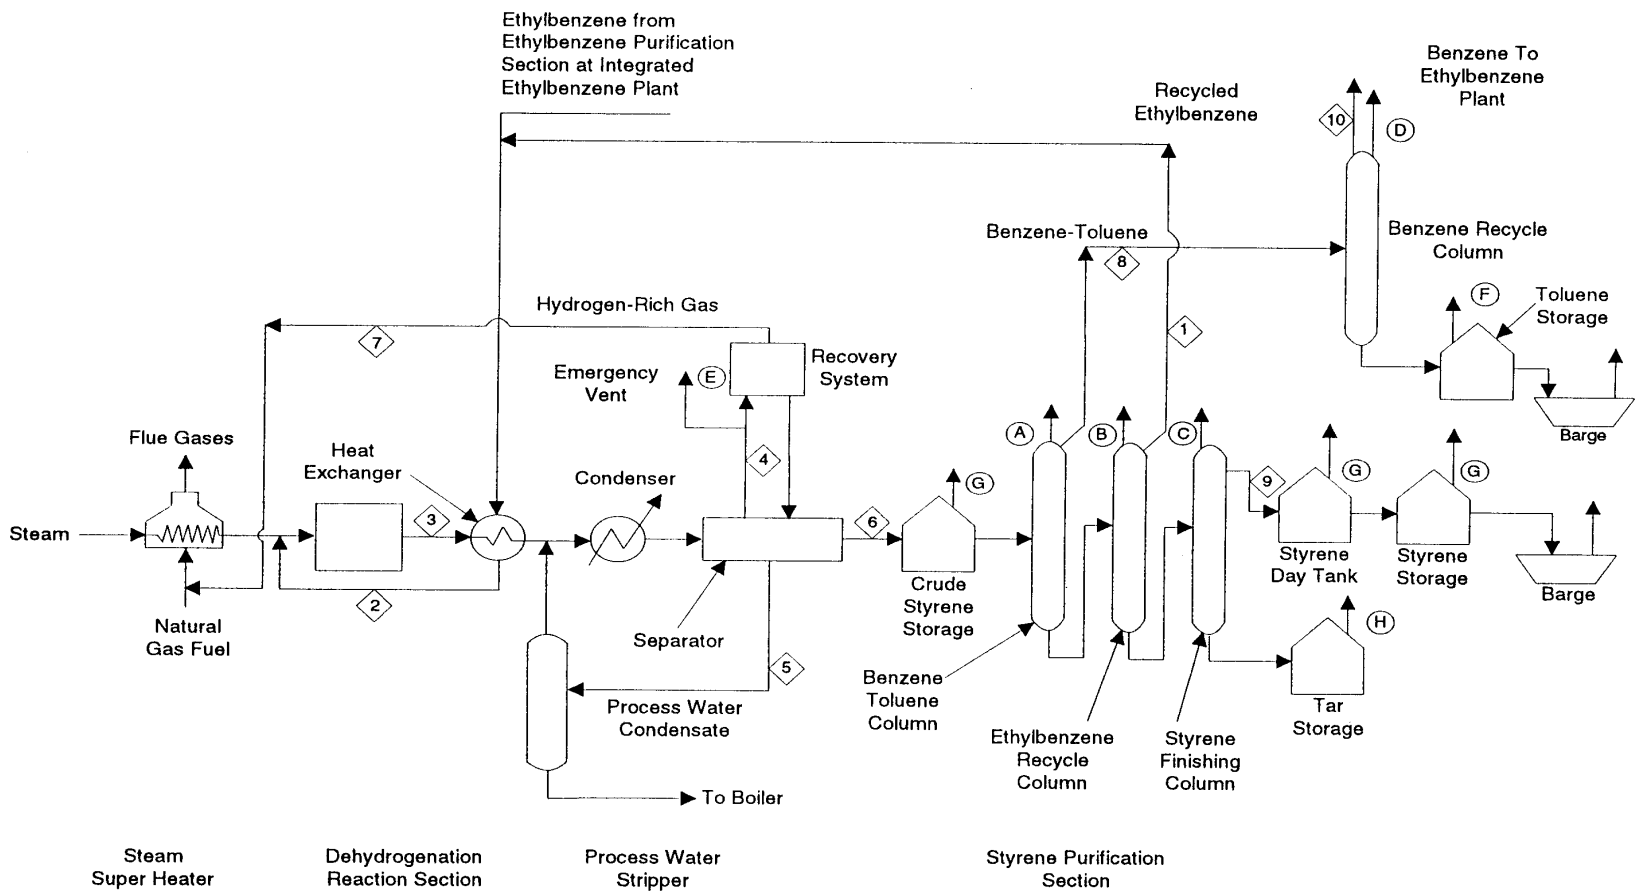 Ethylbenzene from
Ethylbenzene Purification
Section at Integrated
Ethylbenzene Plant
Recycled
Ethylbenzene
Benzene To
Ethylbenzene
Plant
10
D
Benzene-Toluene
8
Benzene Recycle
Column
Hydrogen-Rich Gas
7
1
F
Toluene
Storage
Emergency
Vent
E
Recovery
System
Barge
Flue Gases
Heat
Exchanger
Condenser
4
A
B
C
G
9
G
G
Steam
3
6
Styrene
Day Tank
Styrene
Storage
Barge
2
Crude
Styrene
Storage
Natural
Gas Fuel
Separator
H
5
Process Water
Condensate
Benzene
Toluene
Column
Ethylbenzene
Recycle
Column
Styrene
Finishing
Column
Tar
Storage
To Boiler
Steam
Super Heater
Dehydrogenation
Reaction Section
Process Water
Stripper
Styrene Purification
Section